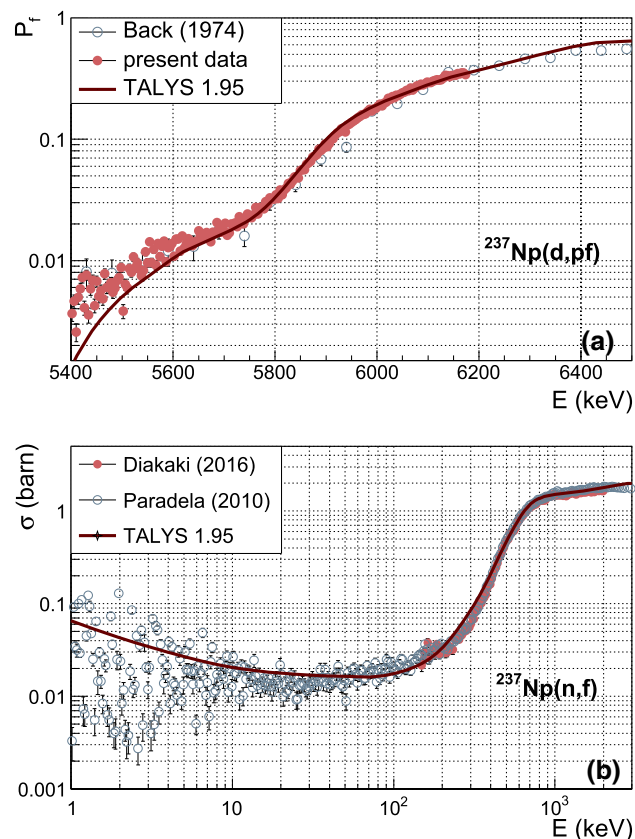 P_f
1
Back (1974)
present data
TALYS 1.95
0.1
0.01
²³⁷Np(d,pf)
(a)
5400 5600 5800 6000 6200 6400
E (keV)
σ (barn)
Diakaki (2016)
Paradela (2010)
TALYS 1.95
1
0.1
0.01
²³⁷Np(n,f)
0.001
(b)
1 10 10² 10³
E (keV)